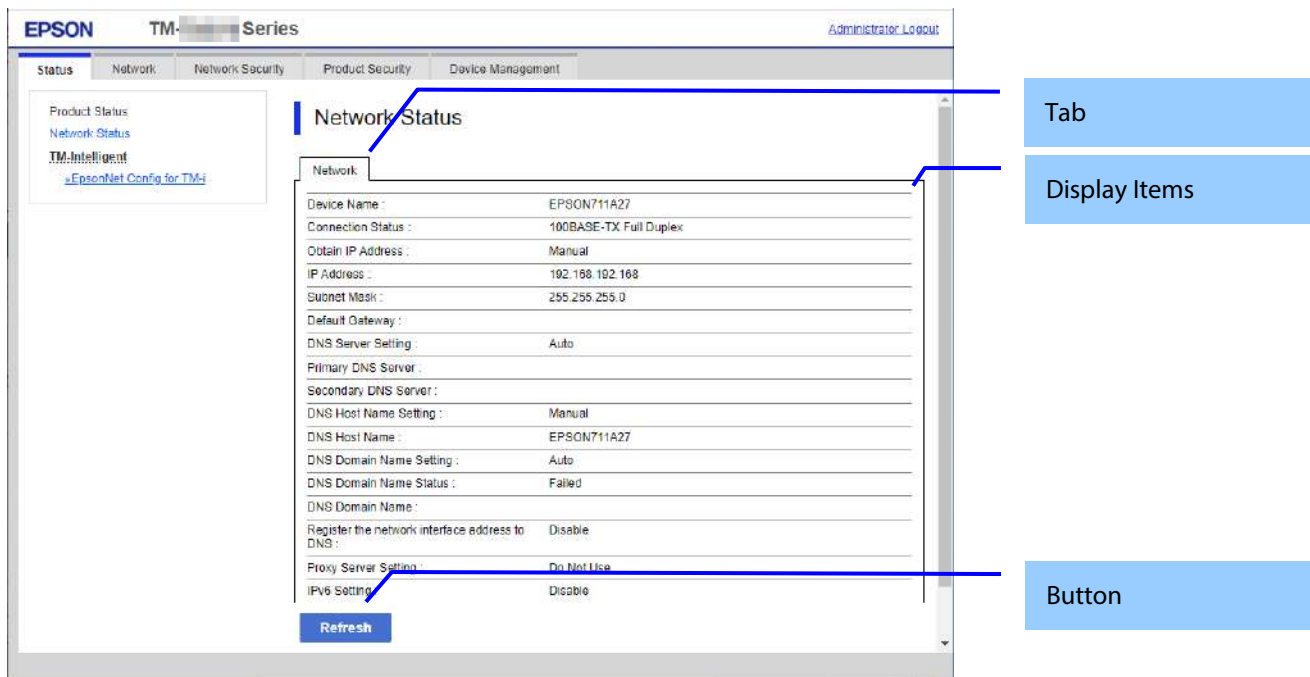 EPSON TM- Series Administrator Logout
Status Network Network Security Product Security Device Management
Product Status
Network Status
TM-Intelligent
»EpsonNet Config for TM-i
Network Status
Network
Device Name : EPSON711A27
Connection Status : 100BASE-TX Full Duplex
Obtain IP Address : Manual
IP Address : 192.168.192.168
Subnet Mask : 255.255.255.0
Default Gateway :
DNS Server Setting : Auto
Primary DNS Server :
Secondary DNS Server :
DNS Host Name Setting : Manual
DNS Host Name : EPSON711A27
DNS Domain Name Setting : Auto
DNS Domain Name Status : Failed
DNS Domain Name :
Register the network interface address to Disable
DNS :
Proxy Server Setting : Do Not Use
IPv6 Setting Disable
Refresh
Tab
Display Items
Button